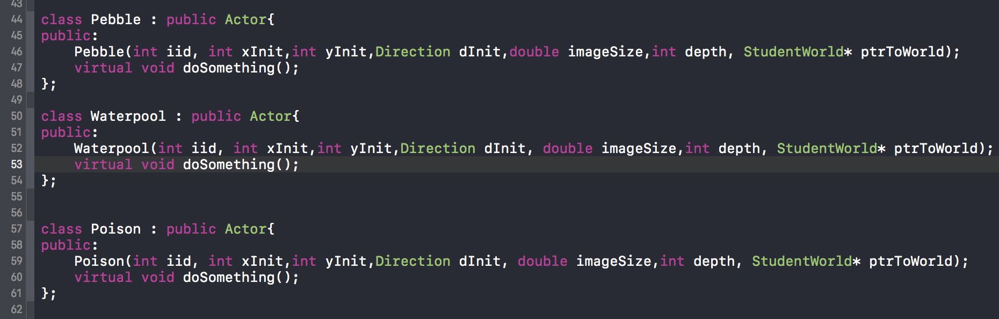 43
44 class Pebble : public Actor{
45 public:
46     Pebble(int iid, int xInit,int yInit,Direction dInit,double imageSize,int depth, StudentWorld* ptrToWorld);
47     virtual void doSomething();
48 };
49
50 class Waterpool : public Actor{
51 public:
52     Waterpool(int iid, int xInit,int yInit,Direction dInit, double imageSize,int depth, StudentWorld* ptrToWorld);
53     virtual void doSomething();
54 };
55
56
57 class Poison : public Actor{
58 public:
59     Poison(int iid, int xInit,int yInit,Direction dInit, double imageSize,int depth, StudentWorld* ptrToWorld);
60     virtual void doSomething();
61 };
62